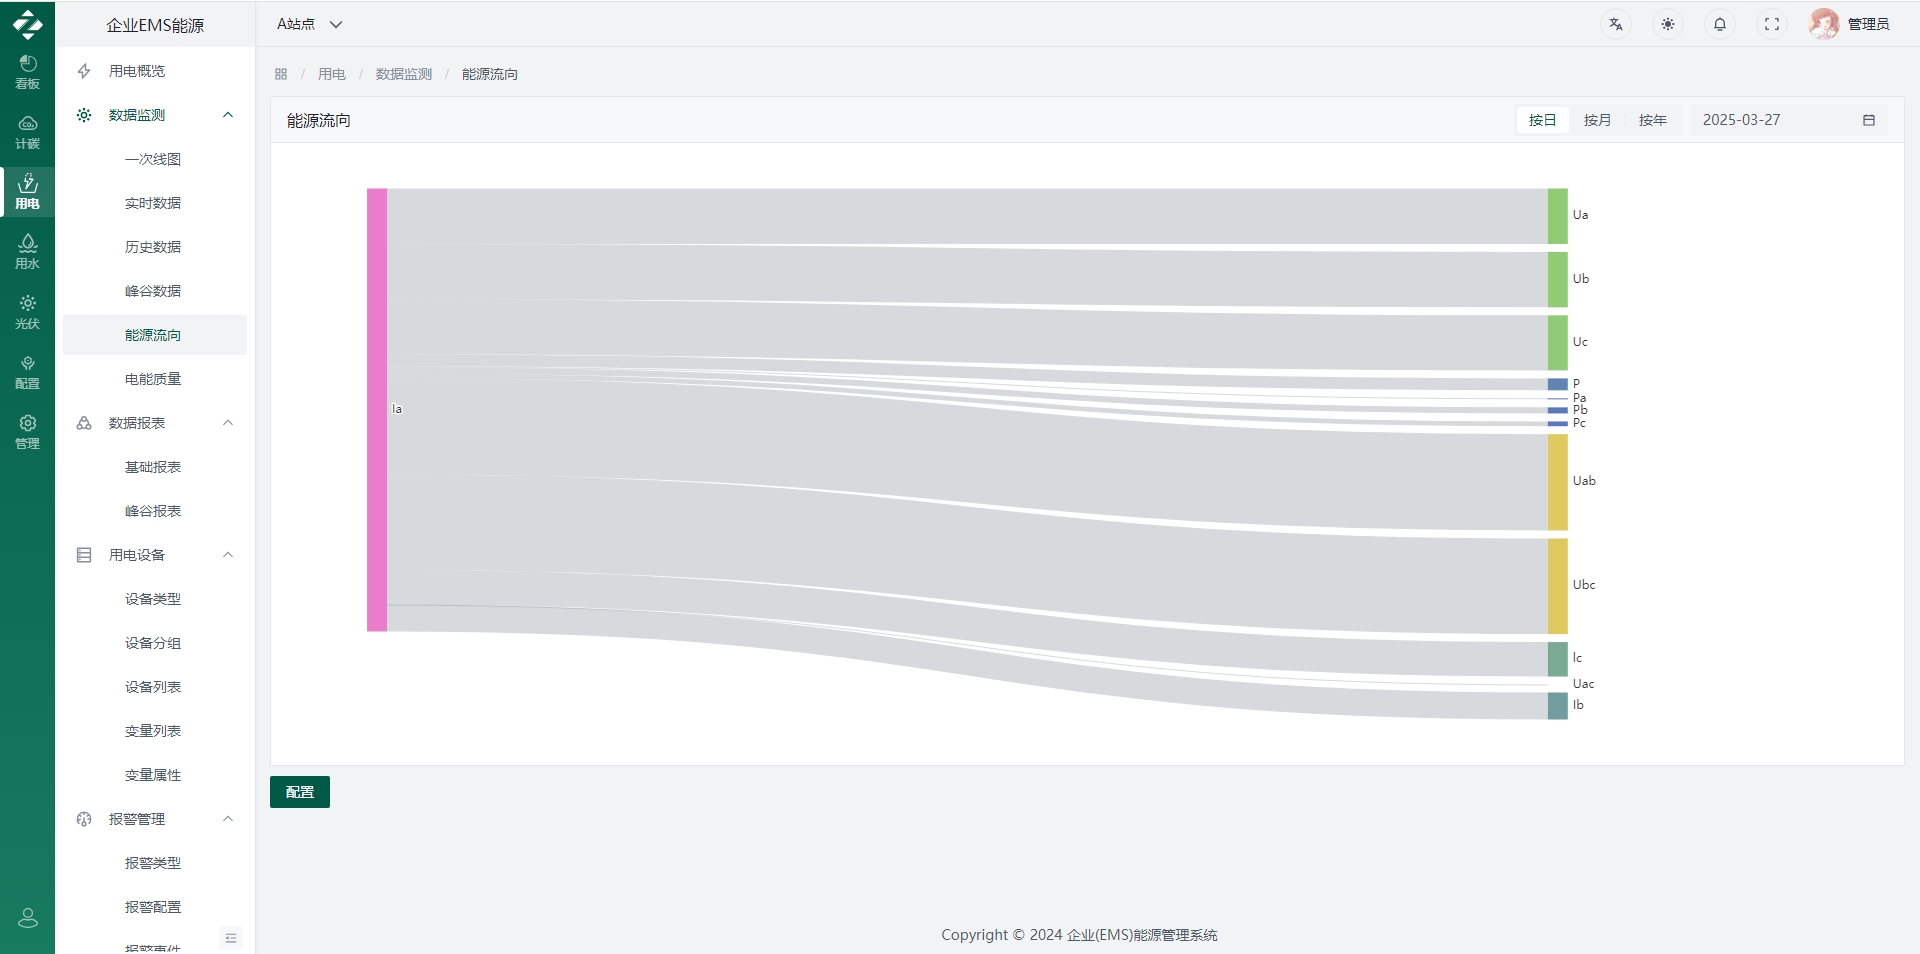 企业EMS能源
A站点
管理员
看板
计碳
用电
用水
光伏
配置
管理
用电概览
数据监测
一次线图
实时数据
历史数据
峰谷数据
能源流向
电能质量
数据报表
基础报表
峰谷报表
用电设备
设备类型
设备分组
设备列表
变量列表
变量属性
报警管理
报警类型
报警配置
报警事件
用电 / 数据监测 / 能源流向
能源流向
按日 按月 按年 2025-03-27
Ia
Ua
Ub
Uc
P
Pa
Pb
Pc
Uab
Ubc
Ic
Uac
Ib
配置
Copyright © 2024 企业(EMS)能源管理系统